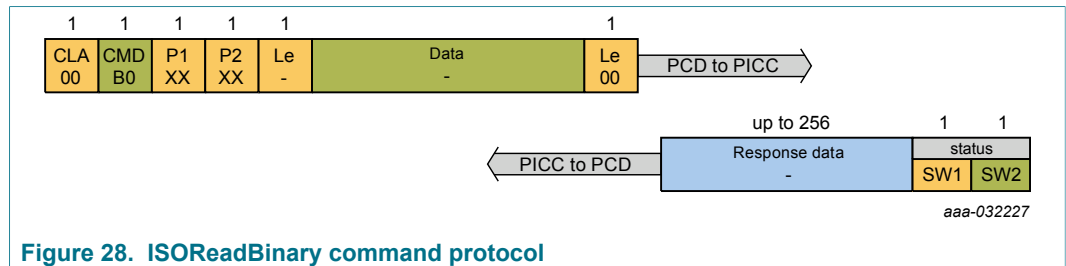 1 1 1 1 1 1
CLA CMD P1 P2 Le Data Le
00 B0 XX XX - - 00
PCD to PICC
up to 256 1 1
Response data status
- SW1 SW2
PICC to PCD
aaa-032227
Figure 28. ISOReadBinary command protocol